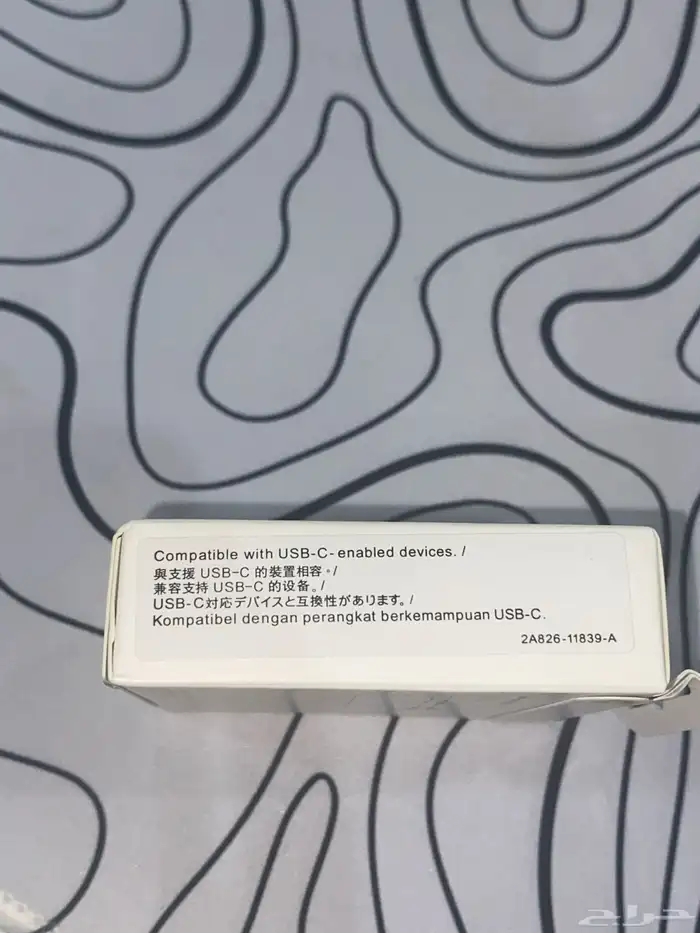 Compatible with USB-C-enabled devices. /
與支援 USB-C 的裝置相容。/
兼容支持 USB-C 的设备。/
USB-C対応デバイスと互換性があります。/
Kompatibel dengan perangkat berkemampuan USB-C.
2A826-11839-A
حراج